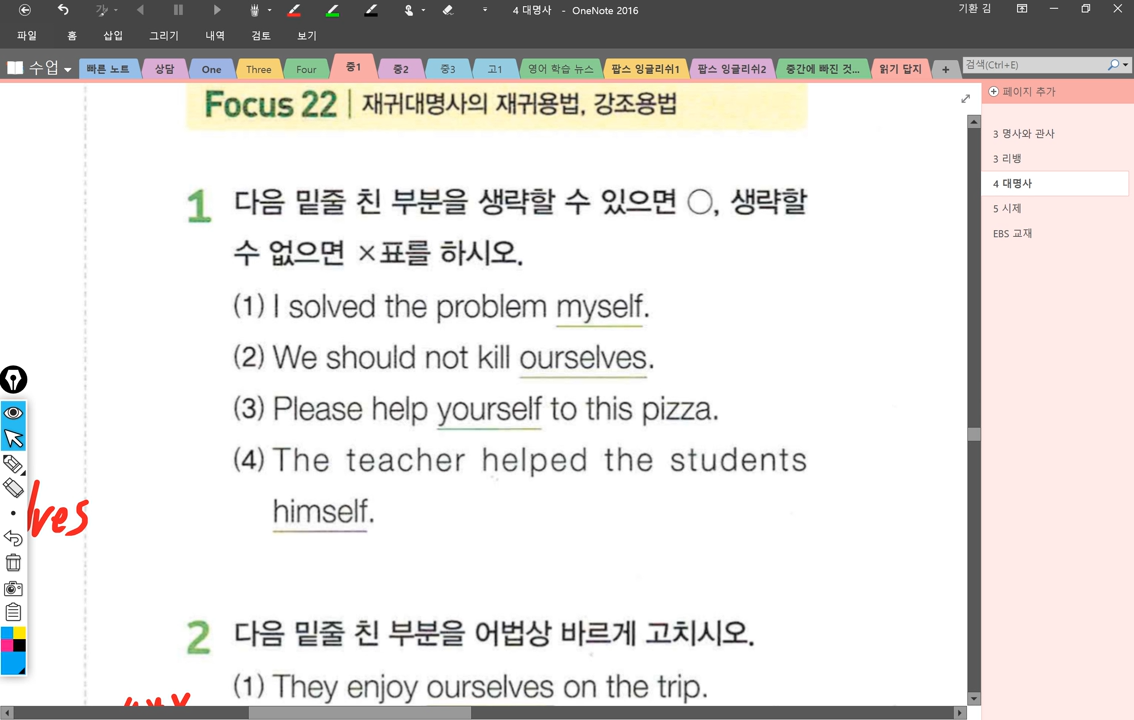 4 대명사 - OneNote 2016
기환 김
파일 홈 삽입 그리기 내역 검토 보기
수업 빠른 노트 상담 One Three Four 중1 중2 중3 고1 영어 학습 뉴스 팝스 잉글리쉬1 팝스 잉글리쉬2 중간에 빠진 것... 읽기 답지 + 검색(Ctrl+E)
페이지 추가
3 명사와 관사
3 리뱅
4 대명사
5 시제
EBS 교재
Focus 22 | 재귀대명사의 재귀용법, 강조용법
1 다음 밑줄 친 부분을 생략할 수 있으면 ○, 생략할
수 없으면 ×표를 하시오.
(1) I solved the problem myself.
(2) We should not kill ourselves.
(3) Please help yourself to this pizza.
(4) The teacher helped the students
himself.
lves
2 다음 밑줄 친 부분을 어법상 바르게 고치시오.
(1) They enjoy ourselves on the trip.